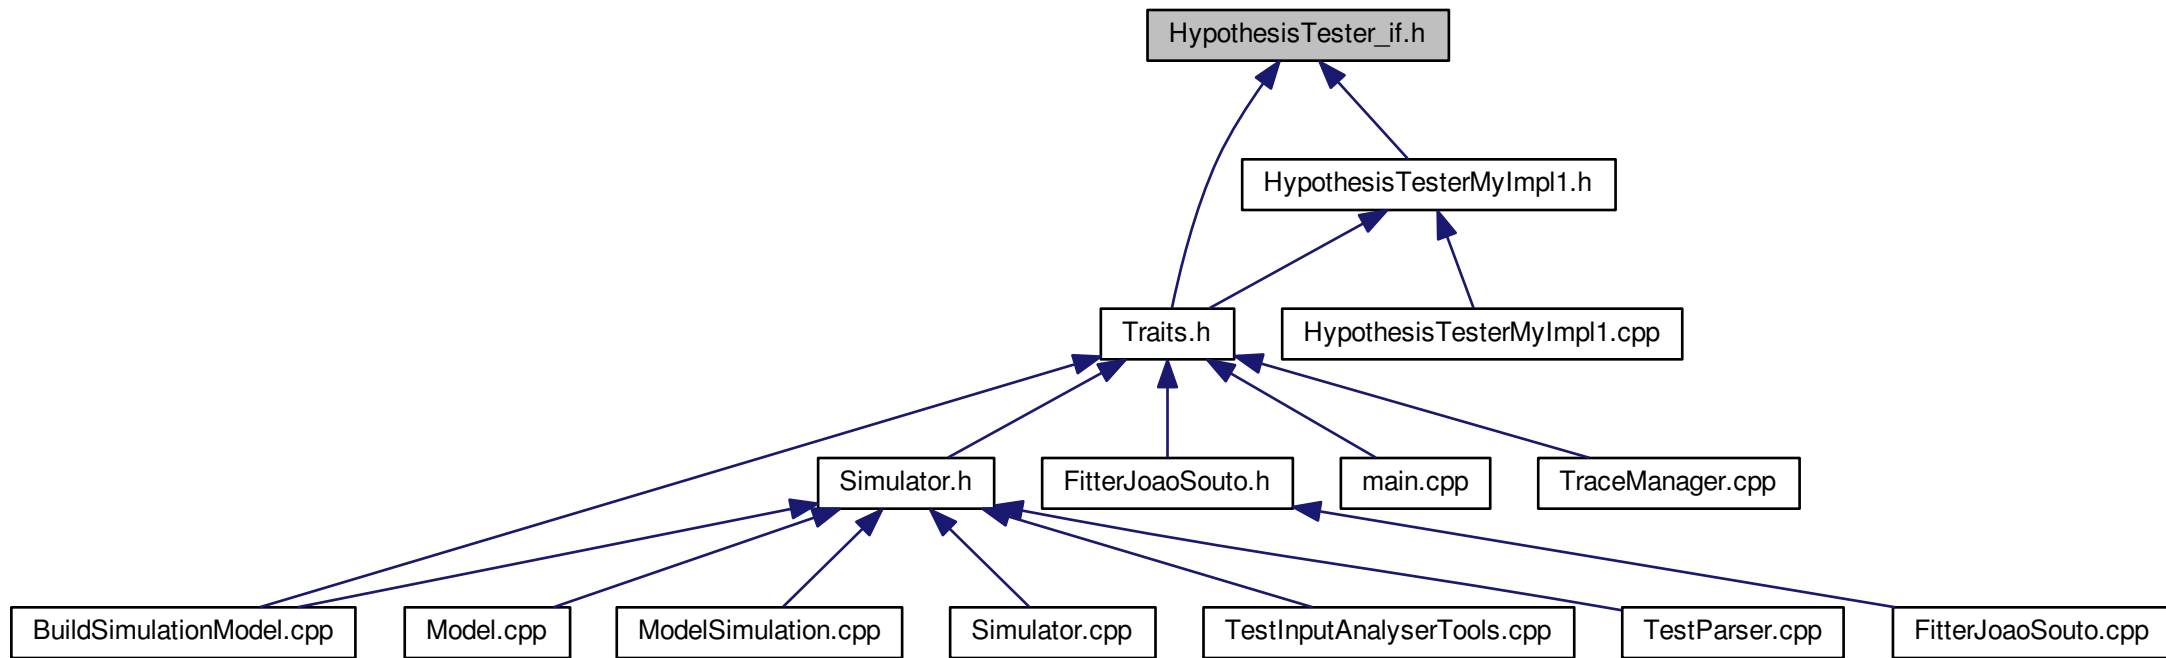 HypothesisTester_if.h
HypothesisTesterMyImpl1.h
Traits.h
HypothesisTesterMyImpl1.cpp
Simulator.h
FitterJoaoSouto.h
main.cpp
TraceManager.cpp
BuildSimulationModel.cpp
Model.cpp
ModelSimulation.cpp
Simulator.cpp
TestInputAnalyserTools.cpp
TestParser.cpp
FitterJoaoSouto.cpp